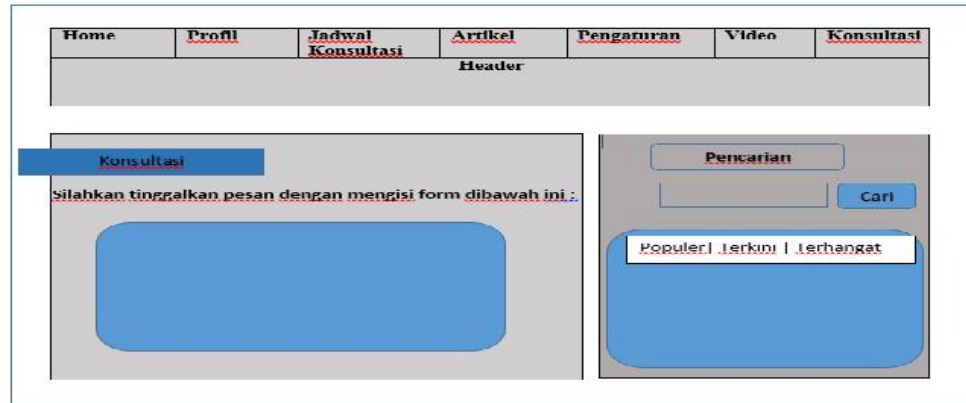 Home Profil Jadwal Konsultasi Artikel Pengaturan Video Konsultasi
Header
Konsultasi
Silahkan tinggalkan pesan dengan mengisi form dibawah ini :
Pencarian
Cari
Populer| Terkini | Terhangat